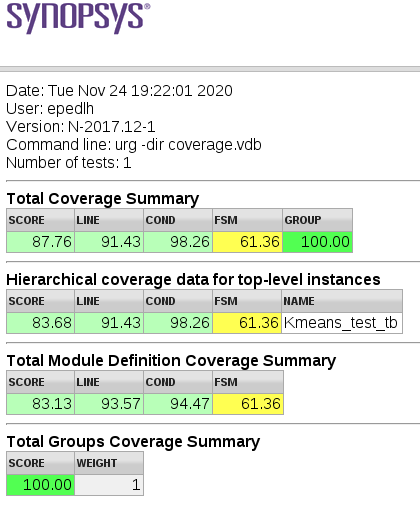 SYNOPSYS®
Date: Tue Nov 24 19:22:01 2020
User: epedlh
Version: N-2017.12-1
Command line: urg -dir coverage.vdb
Number of tests: 1
Total Coverage Summary
SCORE LINE COND FSM GROUP
87.76 91.43 98.26 61.36 100.00
Hierarchical coverage data for top-level instances
SCORE LINE COND FSM NAME
83.68 91.43 98.26 61.36 Kmeans_test_tb
Total Module Definition Coverage Summary
SCORE LINE COND FSM
83.13 93.57 94.47 61.36
Total Groups Coverage Summary
SCORE WEIGHT
100.00 1